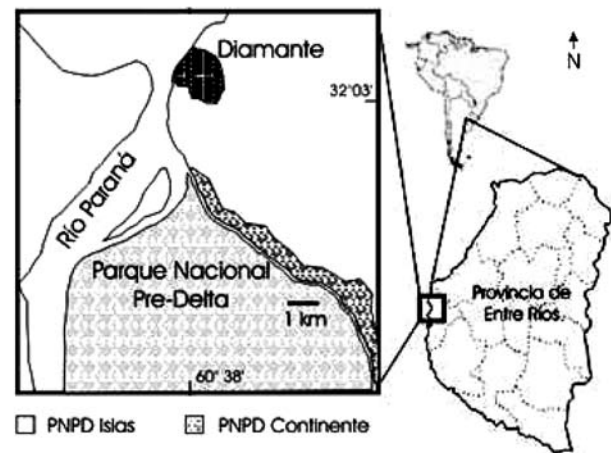 Diamante
32°03'
N
Río Paraná
Parque Nacional
Pre-Delta
1 km
Provincia de
Entre Ríos
60° 38'
PNPD Islas
PNPD Continente